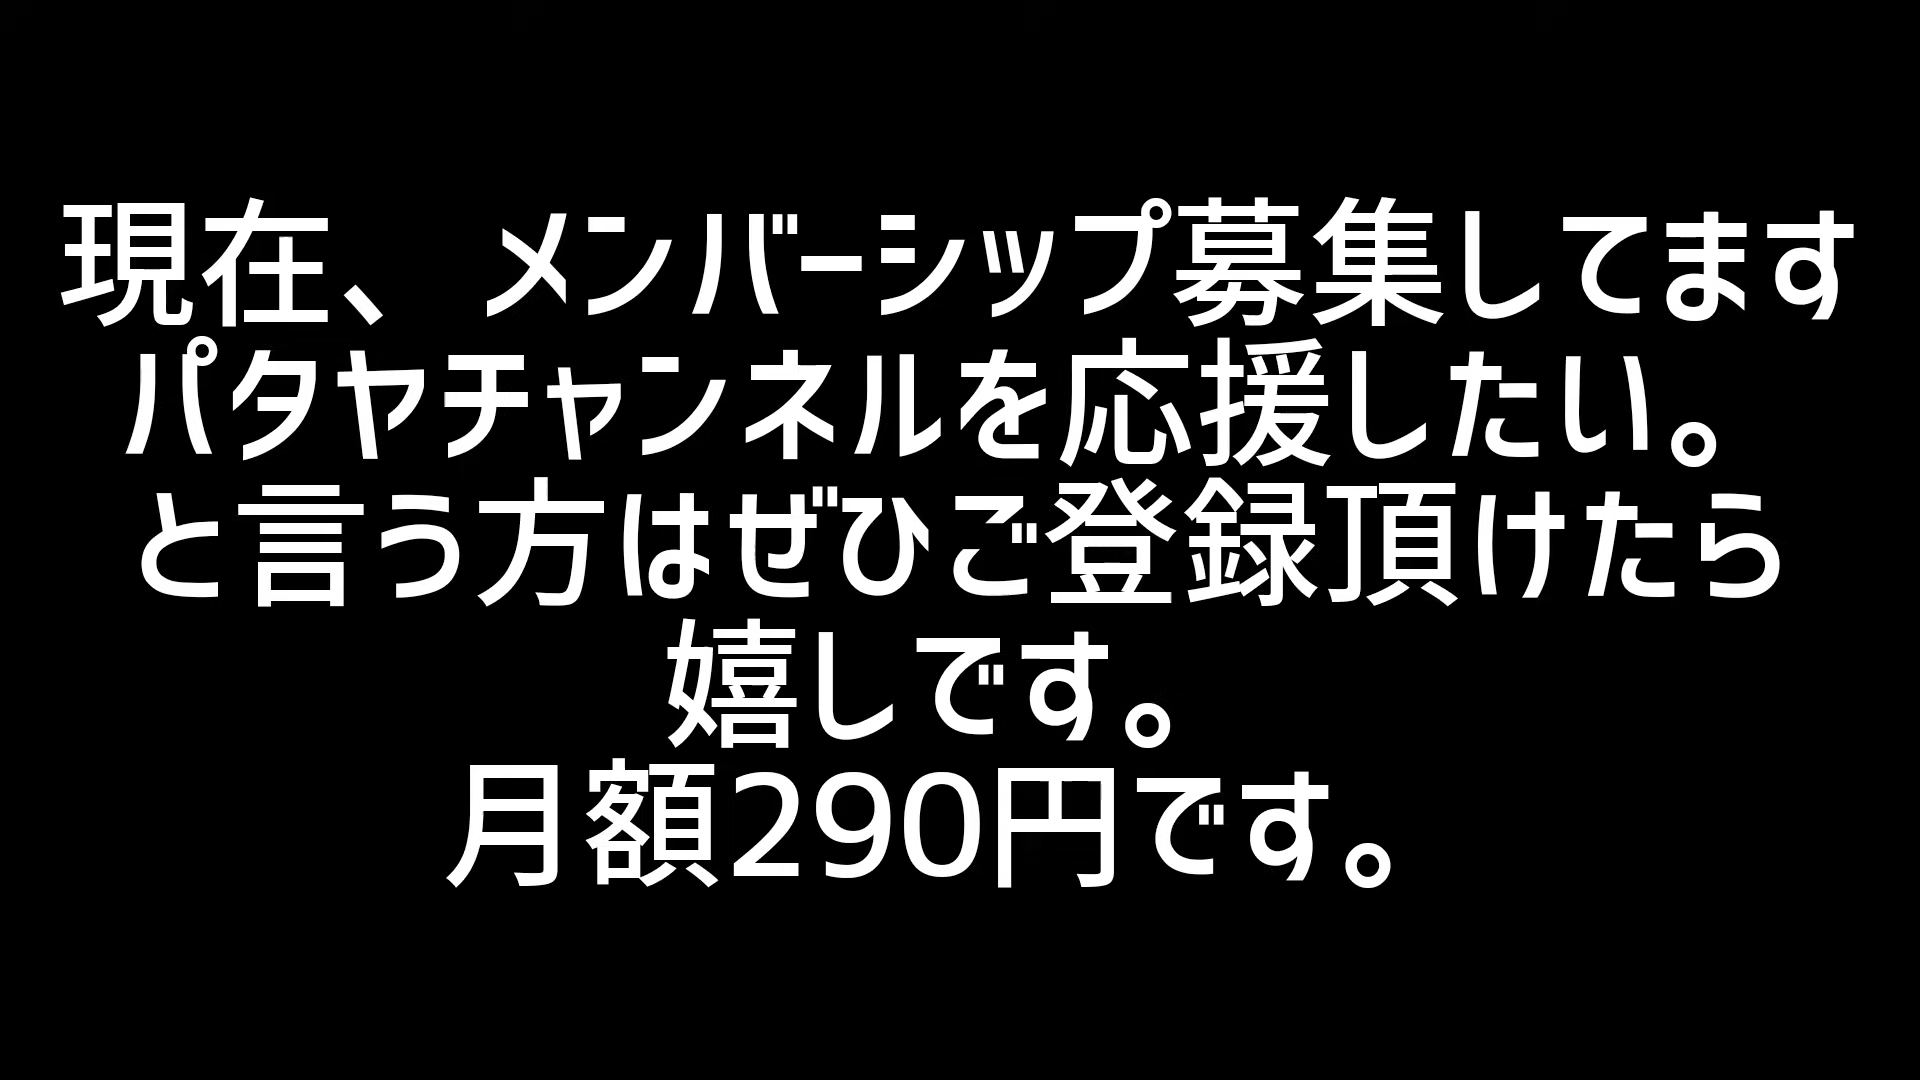 現在、メンバーシップ募集してます
パタヤチャンネルを応援したい。
と言う方はぜひご登録頂けたら
嬉しです。
月額290円です。